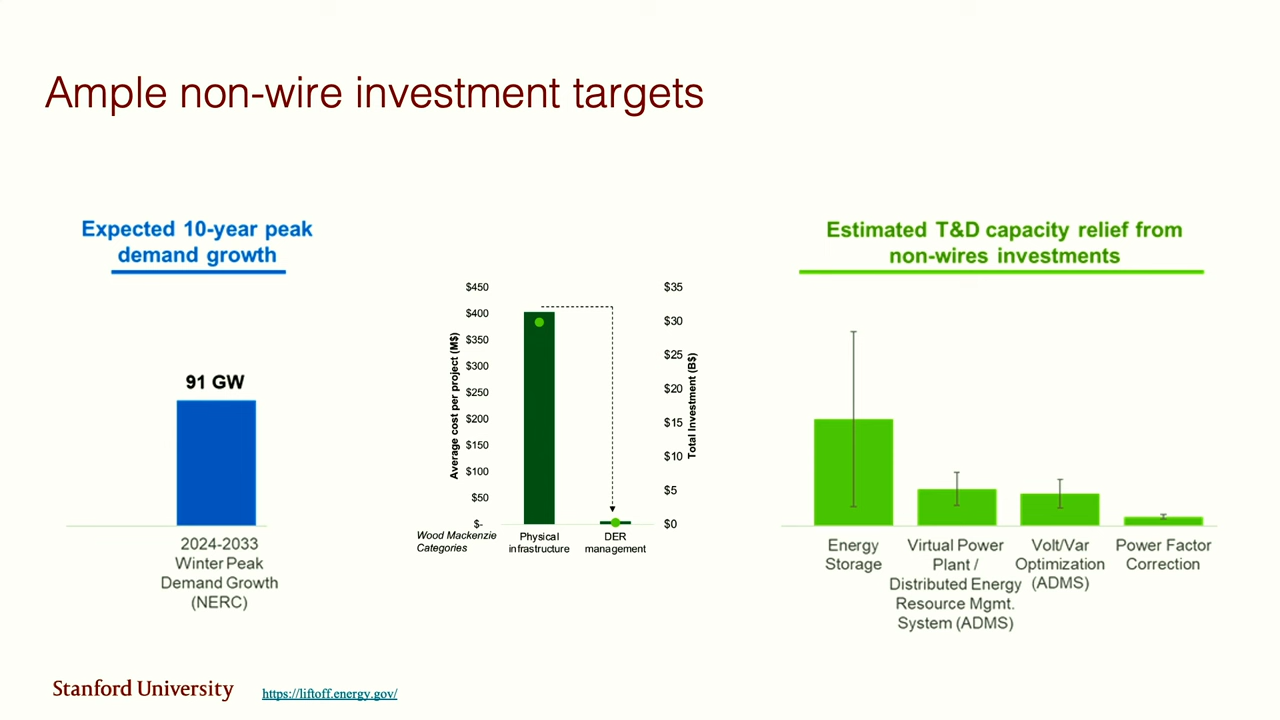 Ample non-wire investment targets
Expected 10-year peak
demand growth
91 GW
2024-2033
Winter Peak
Demand Growth
(NERC)
Average cost per project (M$)
$450
$400
$350
$300
$250
$200
$150
$100
$50
$-
Wood Mackenzie
Categories
Physical
infrastructure
DER
management
$35
$30
$25
$20
$15
$10
$5
$0
Total Investment (B$)
Estimated T&D capacity relief from
non-wires investments
Energy
Storage
Virtual Power
Plant /
Distributed Energy
Resource Mgmt.
System (ADMS)
Volt/Var
Optimization
(ADMS)
Power Factor
Correction
Stanford University
https://liftoff.energy.gov/